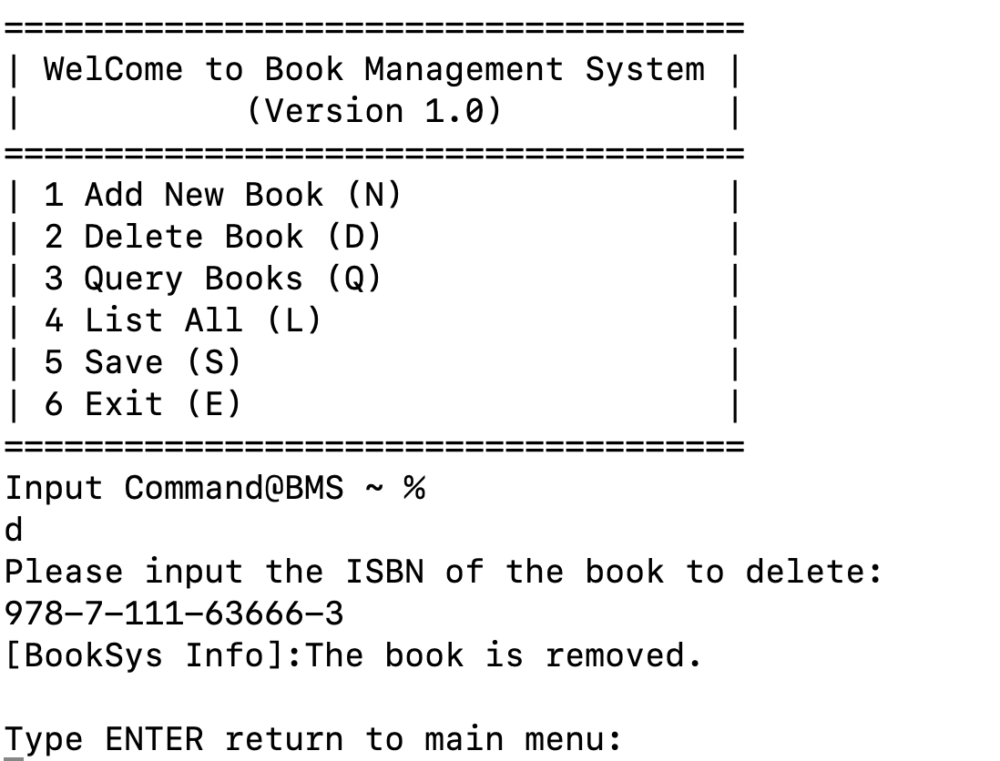 =====================================
| WelCome to Book Management System |
|           (Version 1.0)           |
=====================================
| 1 Add New Book (N)                |
| 2 Delete Book (D)                 |
| 3 Query Books (Q)                 |
| 4 List All (L)                    |
| 5 Save (S)                        |
| 6 Exit (E)                        |
=====================================
Input Command@BMS ~ %
d
Please input the ISBN of the book to delete:
978-7-111-63666-3
[BookSys Info]:The book is removed.
Type ENTER return to main menu: